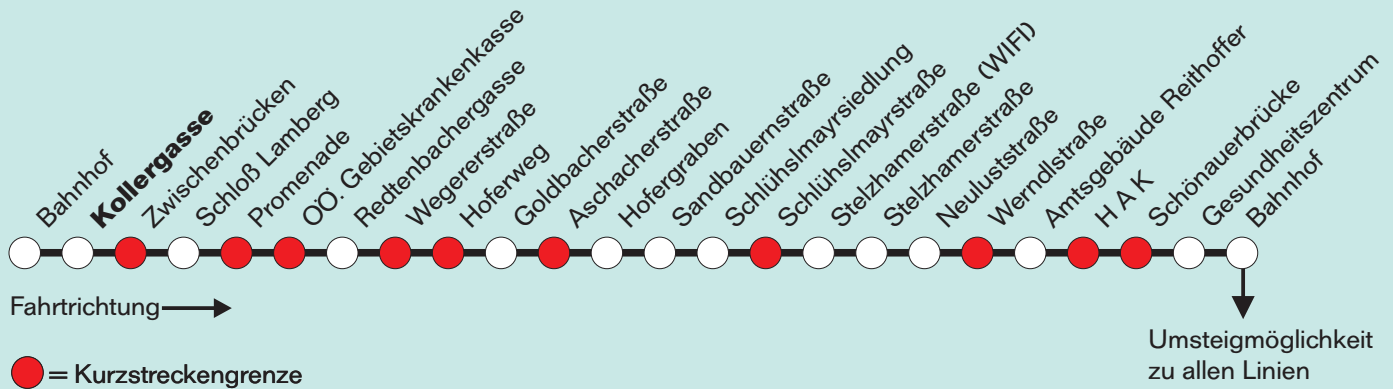 Bahnhof
Kollergasse
Zwischenbrücken
Schloß Lamberg
Promenade
OÖ. Gebietskrankenkasse
Redtenbachergasse
Wegererstraße
Hoferweg
Goldbacherstraße
Aschacherstraße
Hofergraben
Sandbauernstraße
Schlühslmayrsiedlung
Schlühslmayrstraße
Stelzhamerstraße (WIFI)
Stelzhamerstraße
Neuluststraße
Werndlstraße
Amtsgebäude Reithoffer
H A K
Schönauerbrücke
Gesundheitszentrum
Bahnhof
Fahrtrichtung
= Kurzstreckengrenze
Umsteigmöglichkeit
zu allen Linien